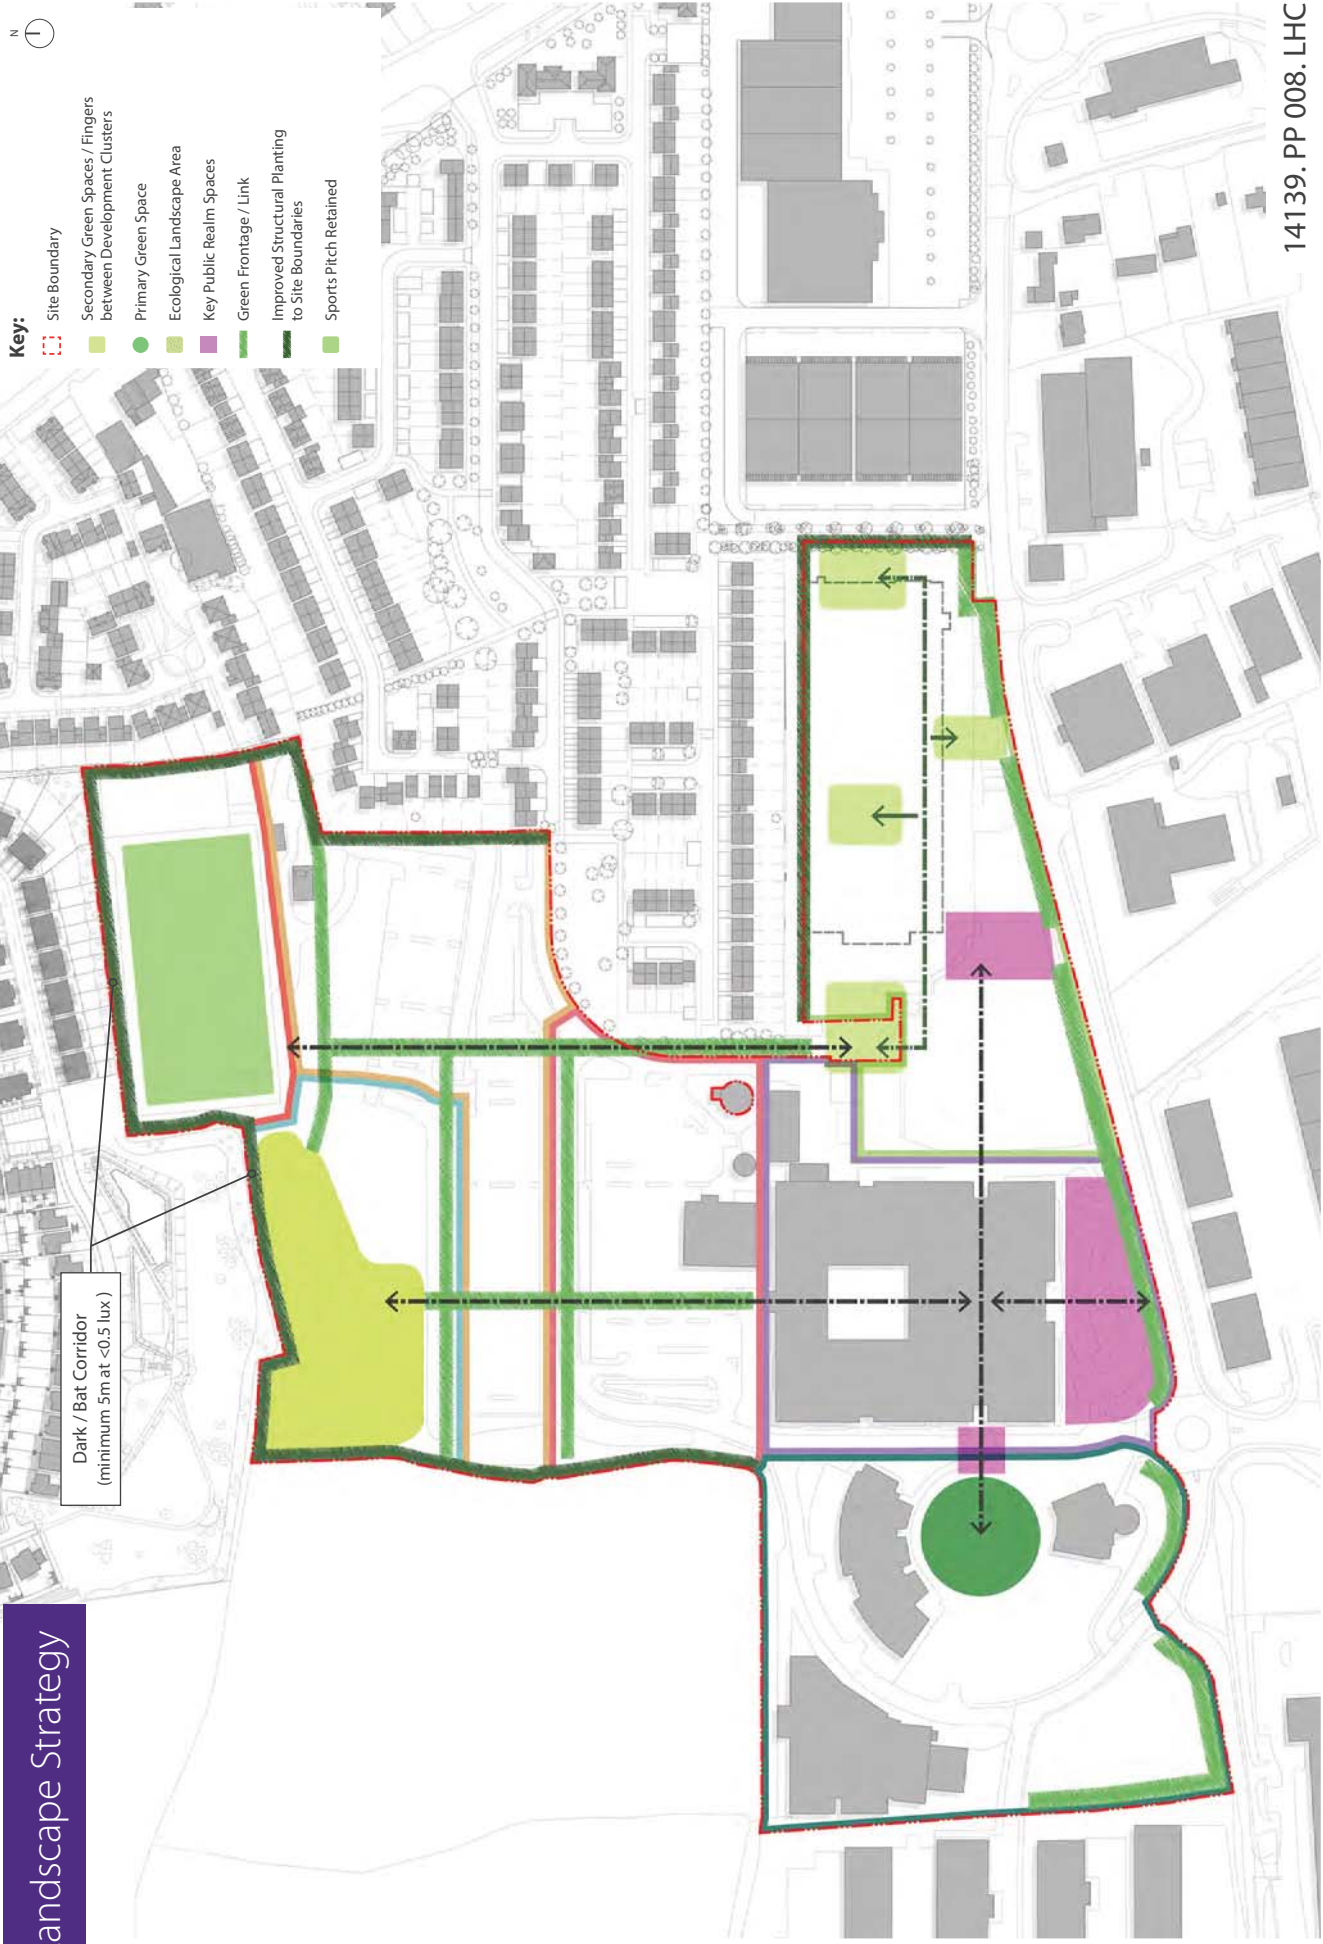 andscape Strategy
Dark / Bat Corridor
(minimum 5m at <0.5 lux )
N
Key:
Site Boundary
Secondary Green Spaces / Fingers
between Development Clusters
Primary Green Space
Ecological Landscape Area
Key Public Realm Spaces
Green Frontage / Link
Improved Structural Planting
to Site Boundaries
Sports Pitch Retained
14139. PP 008. LHC